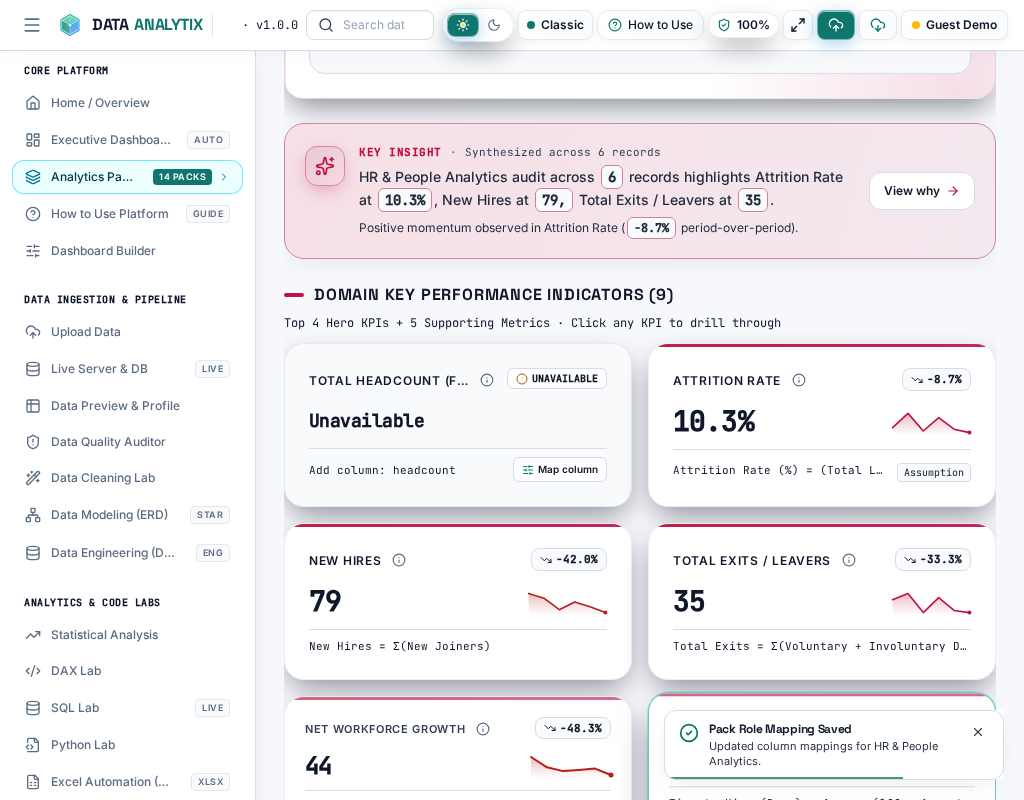 DATA ANALYTIX
· v1.0.0
Search dat
Classic
How to Use
100%
Guest Demo
CORE PLATFORM
Home / Overview
Executive Dashboa... AUTO
Analytics Pa... 14 PACKS
How to Use Platform GUIDE
Dashboard Builder
DATA INGESTION & PIPELINE
Upload Data
Live Server & DB LIVE
Data Preview & Profile
Data Quality Auditor
Data Cleaning Lab
Data Modeling (ERD) STAR
Data Engineering (D... ENG
ANALYTICS & CODE LABS
Statistical Analysis
DAX Lab
SQL Lab LIVE
Python Lab
Excel Automation (... XLSX
KEY INSIGHT · Synthesized across 6 records
HR & People Analytics audit across 6 records highlights Attrition Rate
at 10.3% , New Hires at 79, Total Exits / Leavers at 35 .
Positive momentum observed in Attrition Rate ( -8.7% period-over-period).
View why
DOMAIN KEY PERFORMANCE INDICATORS (9)
Top 4 Hero KPIs + 5 Supporting Metrics · Click any KPI to drill through
TOTAL HEADCOUNT (F... UNAVAILABLE
Unavailable
Add column: headcount Map column
ATTRITION RATE -8.7%
10.3%
Attrition Rate (%) = (Total L... Assumption
NEW HIRES -42.0%
79
New Hires = Σ(New Joiners)
TOTAL EXITS / LEAVERS -33.3%
35
Total Exits = Σ(Voluntary + Involuntary D...
NET WORKFORCE GROWTH -48.3%
44
Pack Role Mapping Saved
Updated column mappings for HR & People
Analytics.